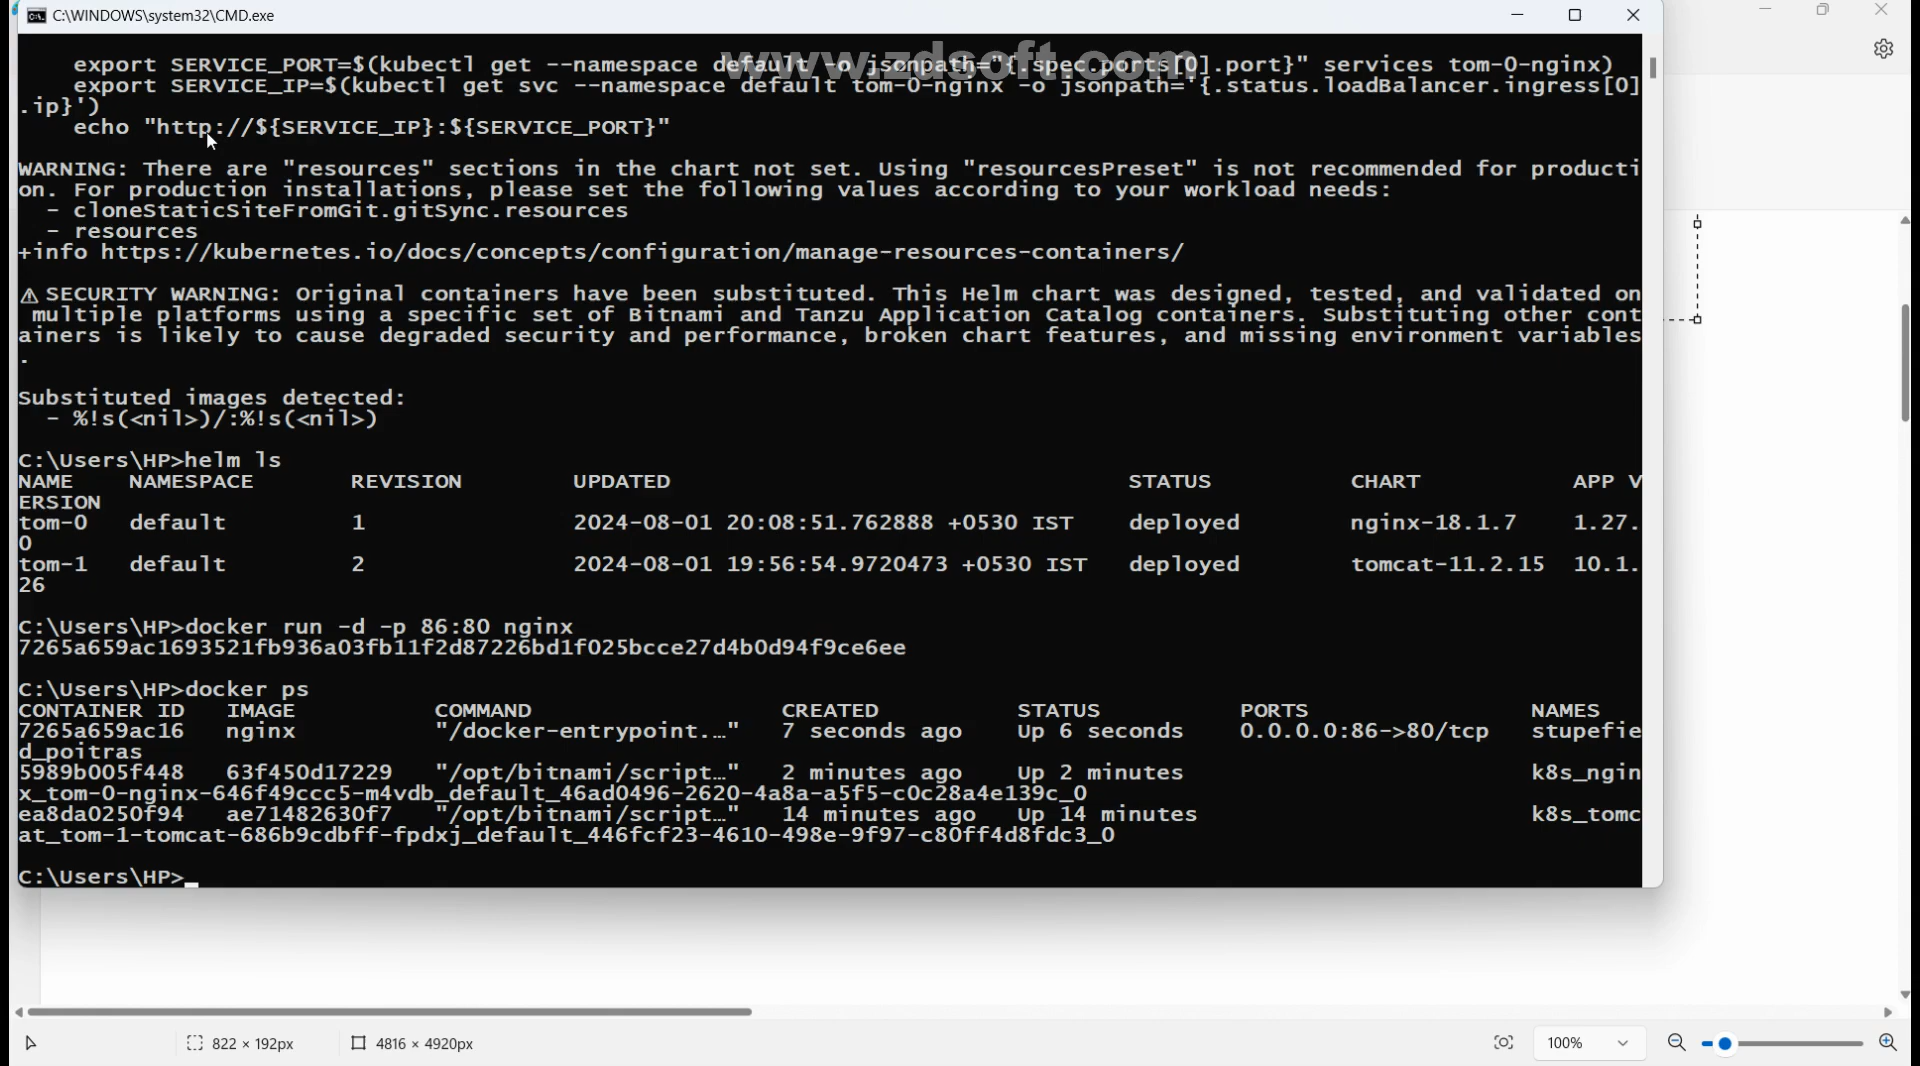 C:\WINDOWS\system32\CMD.exe
www.zdsoft.com
export SERVICE_PORT=$(kubectl get --namespace default -o jsonpath="{.spec.ports[0].port}" services tom-0-nginx)
export SERVICE_IP=$(kubectl get svc --namespace default tom-0-nginx -o jsonpath='{.status.loadBalancer.ingress[0]
.ip}')
echo "http://${SERVICE_IP}:${SERVICE_PORT}"
WARNING: There are "resources" sections in the chart not set. Using "resourcesPreset" is not recommended for producti
on. For production installations, please set the following values according to your workload needs:
- cloneStaticSiteFromGit.gitSync.resources
- resources
+info https://kubernetes.io/docs/concepts/configuration/manage-resources-containers/
⚠ SECURITY WARNING: Original containers have been substituted. This Helm chart was designed, tested, and validated on
multiple platforms using a specific set of Bitnami and Tanzu Application Catalog containers. Substituting other cont
ainers is likely to cause degraded security and performance, broken chart features, and missing environment variables
.
Substituted images detected:
- %!s(<nil>)/:%!s(<nil>)
C:\Users\HP>helm ls
NAME NAMESPACE REVISION UPDATED STATUS CHART APP V
ERSION
tom-0 default 1 2024-08-01 20:08:51.762888 +0530 IST deployed nginx-18.1.7 1.27.
0
tom-1 default 2 2024-08-01 19:56:54.9720473 +0530 IST deployed tomcat-11.2.15 10.1.
26
C:\Users\HP>docker run -d -p 86:80 nginx
7265a659ac1693521fb936a03fb11f2d87226bd1f025bcce27d4b0d94f9ce6ee
C:\Users\HP>docker ps
CONTAINER ID IMAGE COMMAND CREATED STATUS PORTS NAMES
7265a659ac16 nginx "/docker-entrypoint.…" 7 seconds ago Up 6 seconds 0.0.0.0:86->80/tcp stupefie
d_poitras
5989b005f448 63f450d17229 "/opt/bitnami/script…" 2 minutes ago Up 2 minutes k8s_ngin
x_tom-0-nginx-646f49ccc5-m4vdb_default_46ad0496-2620-4a8a-a5f5-c0c28a4e139c_0
ea8da0250f94 ae71482630f7 "/opt/bitnami/script…" 14 minutes ago Up 14 minutes k8s_tomc
at_tom-1-tomcat-686b9cdbff-fpdxj_default_446fcf23-4610-498e-9f97-c80ff4d8fdc3_0
C:\Users\HP>
822 × 192px
4816 × 4920px
100%